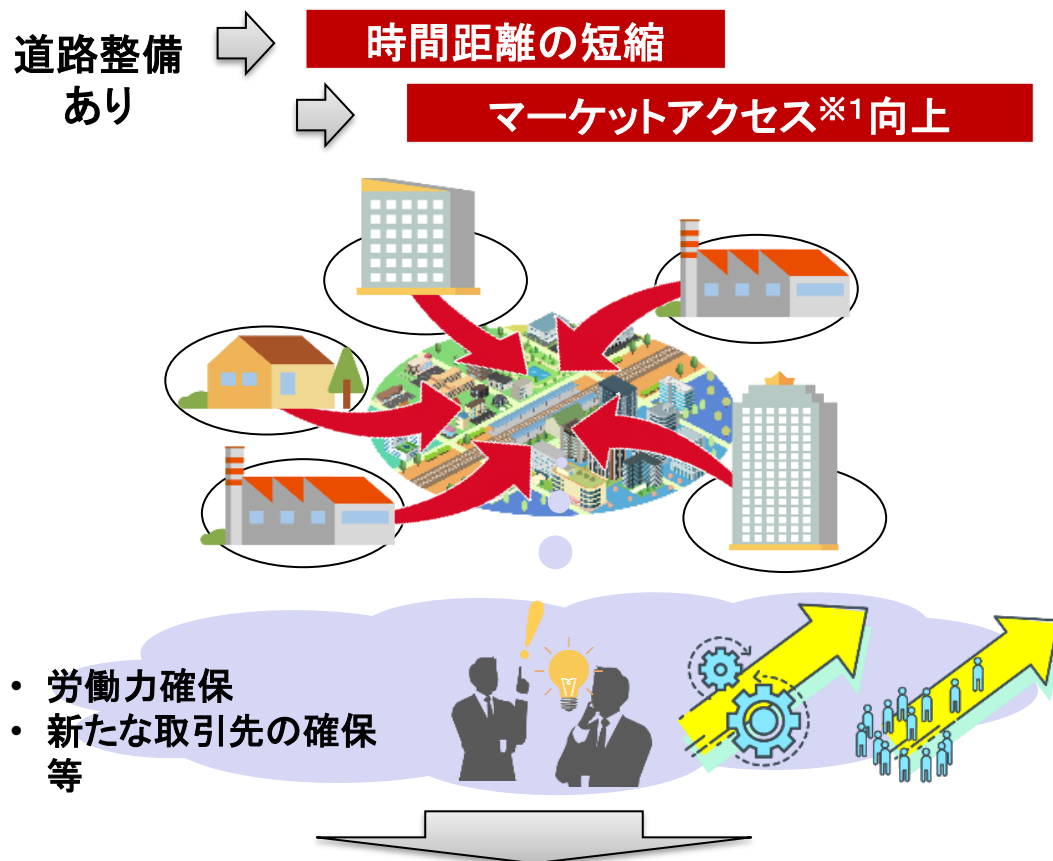 道路整備
あり
時間距離の短縮
マーケットアクセス※1向上
• 労働力確保
• 新たな取引先の確保
等